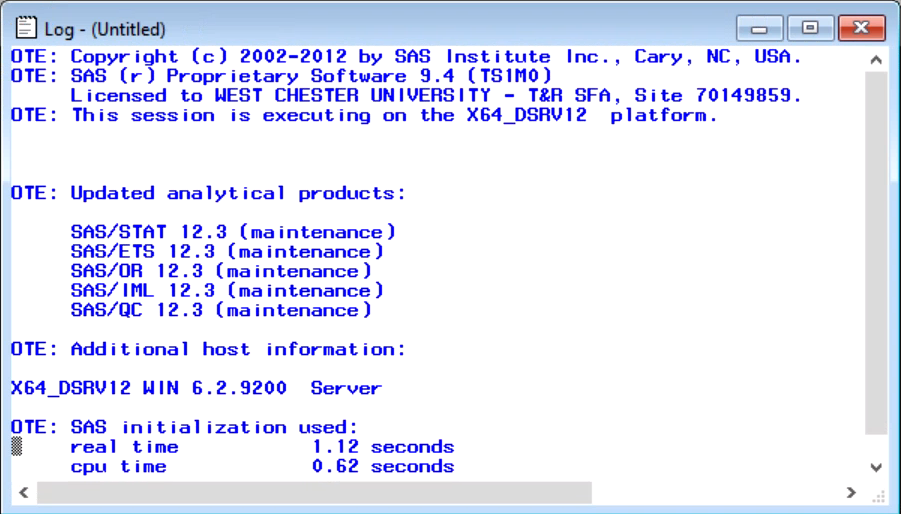 Log - (Untitled)
OTE: Copyright (c) 2002-2012 by SAS Institute Inc., Cary, NC, USA.
OTE: SAS (r) Proprietary Software 9.4 (TS1M0)
Licensed to WEST CHESTER UNIVERSITY - T&R SFA, Site 70149859.
OTE: This session is executing on the X64_DSRV12  platform.
OTE: Updated analytical products:
SAS/STAT 12.3 (maintenance)
SAS/ETS 12.3 (maintenance)
SAS/OR 12.3 (maintenance)
SAS/IML 12.3 (maintenance)
SAS/QC 12.3 (maintenance)
OTE: Additional host information:
X64_DSRV12 WIN 6.2.9200  Server
OTE: SAS initialization used:
real time           1.12 seconds
cpu time            0.62 seconds